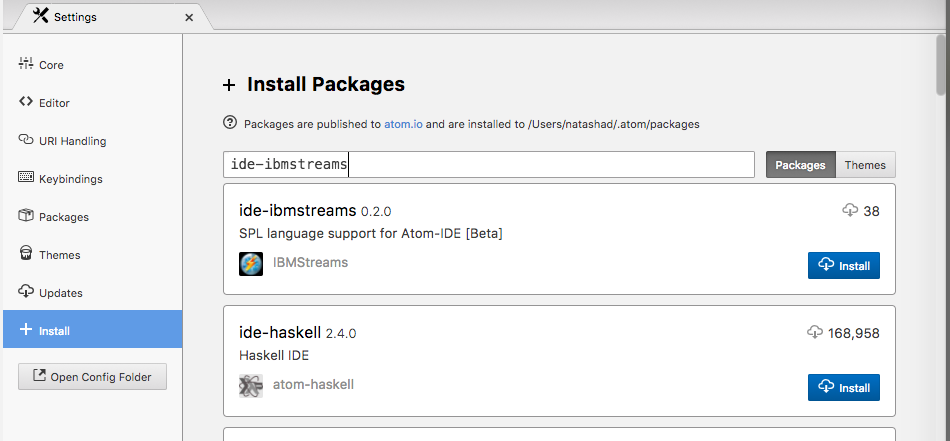 Settings
Core
Editor
URI Handling
Keybindings
Packages
Themes
Updates
Install
Open Config Folder
Install Packages
Packages are published to atom.io and are installed to /Users/natashad/.atom/packages
ide-ibmstreams
Packages Themes
ide-ibmstreams 0.2.0 38
SPL language support for Atom-IDE [Beta]
IBMStreams Install
ide-haskell 2.4.0 168,958
Haskell IDE
atom-haskell Install